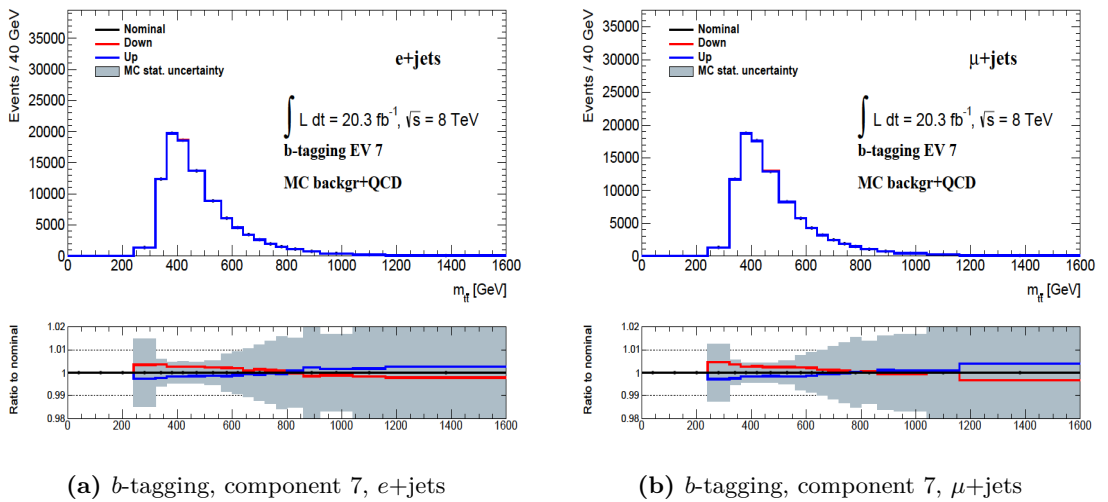 Events / 40 GeV
35000
30000
25000
20000
15000
10000
5000
0
Nominal
Down
Up
MC stat. uncertainty
e+jets
∫ L dt = 20.3 fb⁻¹, √s = 8 TeV
b-tagging EV 7
MC backgr+QCD
0 200 400 600 800 1000 1200 1400 1600
m_tt̄ [GeV]
Ratio to nominal
1.02
1.01
1
0.99
0.98
0 200 400 600 800 1000 1200 1400 1600
(a) b-tagging, component 7, e+jets
Events / 40 GeV
35000
30000
25000
20000
15000
10000
5000
0
Nominal
Down
Up
MC stat. uncertainty
μ+jets
∫ L dt = 20.3 fb⁻¹, √s = 8 TeV
b-tagging EV 7
MC backgr+QCD
0 200 400 600 800 1000 1200 1400 1600
m_tt̄ [GeV]
Ratio to nominal
1.02
1.01
1
0.99
0.98
0 200 400 600 800 1000 1200 1400 1600
(b) b-tagging, component 7, μ+jets